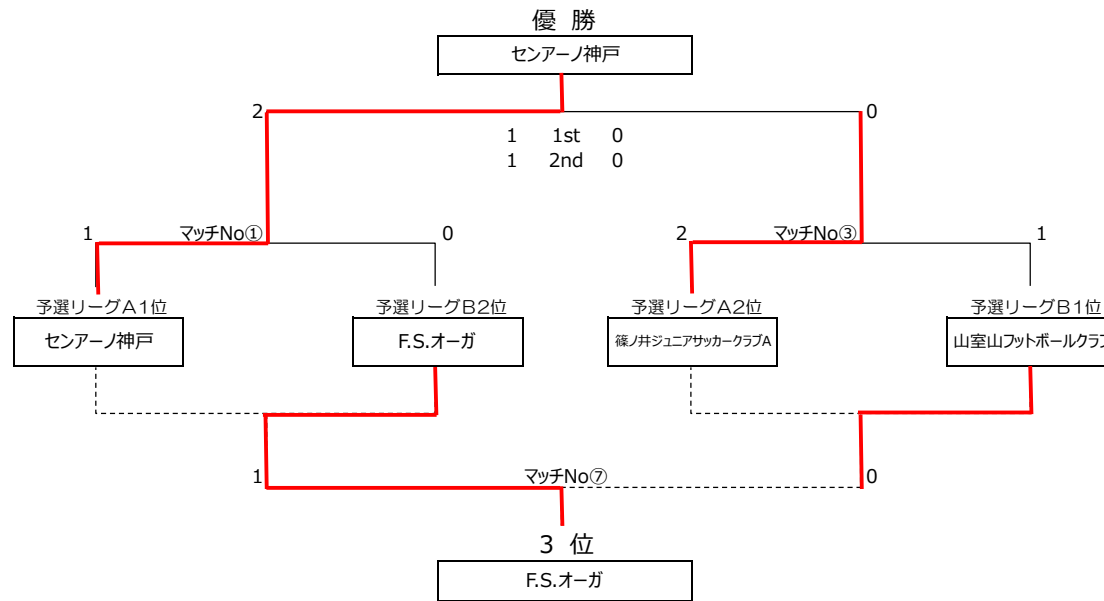 優 勝
センアーノ神戸
2 0
1 1st 0
1 2nd 0
1 マッチNo① 0 2 マッチNo③ 1
予選リーグA1位 予選リーグB2位 予選リーグA2位 予選リーグB1位
センアーノ神戸 F.S.オーガ 篠ノ井ジュニアサッカークラブA 山室山フットボールクラブ
1 マッチNo⑦ 0
3 位
F.S.オーガ